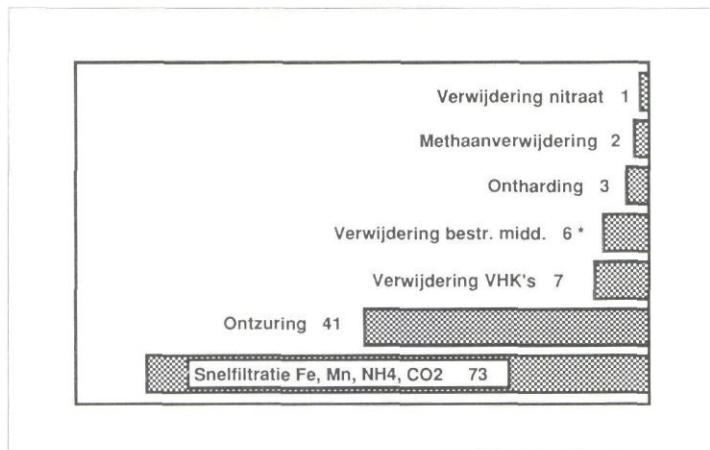 Verwijdering nitraat 1
Methaanverwijdering 2
Ontharding 3
Verwijdering bestr. midd. 6 *
Verwijdering VHK's 7
Ontzuring 41
Snelfiltratie Fe, Mn, NH4, CO2 73